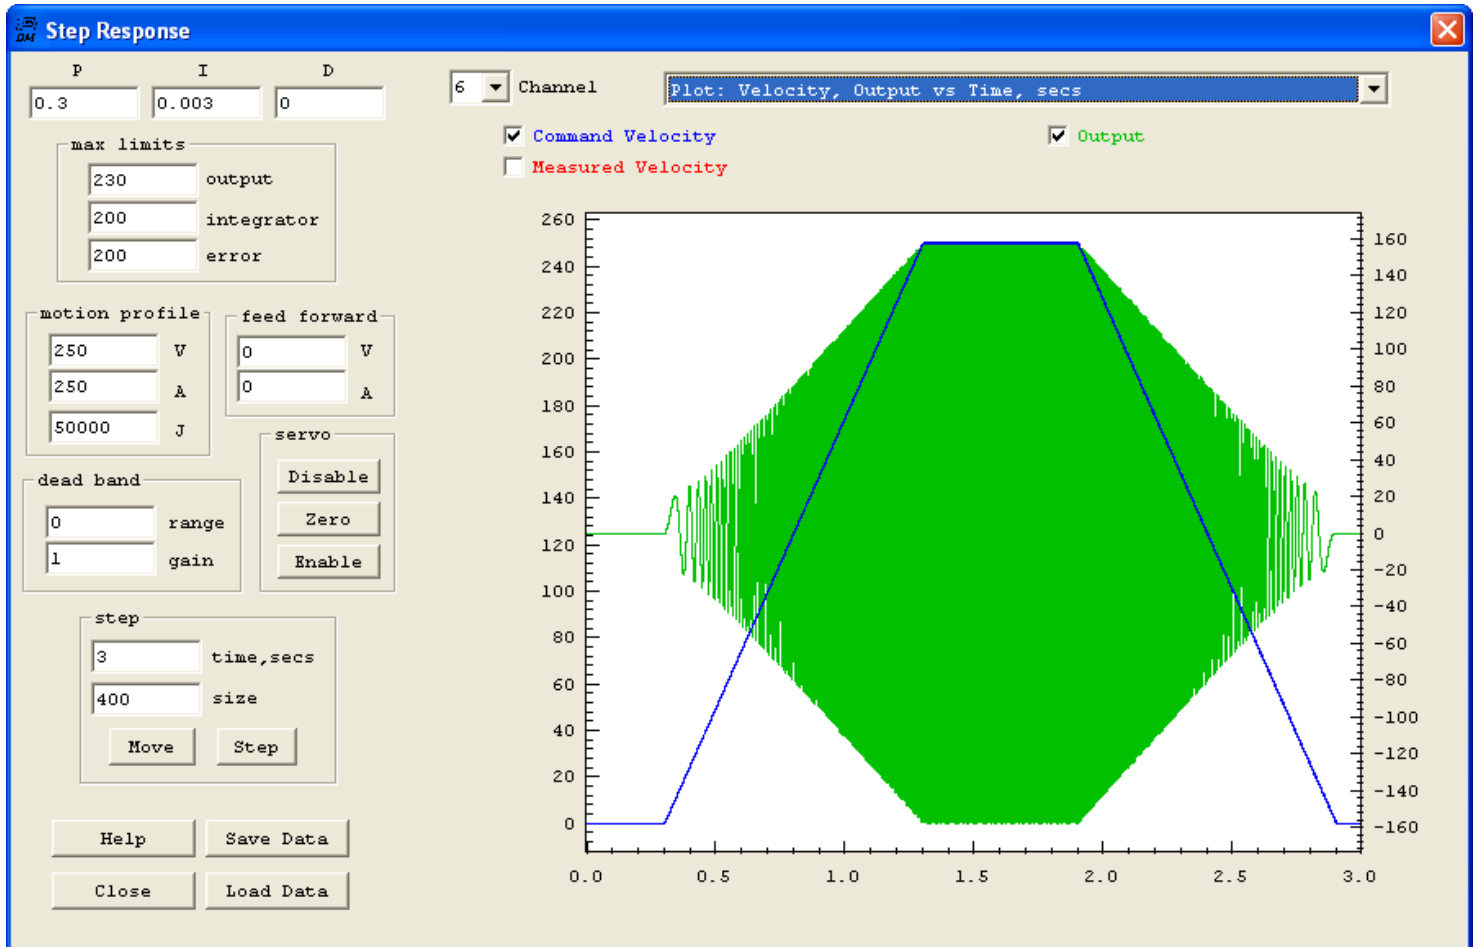 Step Response
P I D
0.3 0.003 0
6 Channel Plot: Velocity, Output vs Time, secs
Command Velocity Output
Measured Velocity
max limits
230 output
200 integrator
200 error
motion profile
250 V
250 A
50000 J
feed forward
0 V
0 A
servo
Disable
Zero
Enable
dead band
0 range
1 gain
step
3 time,secs
400 size
Move Step
Help Save Data
Close Load Data
260
240
220
200
180
160
140
120
100
80
60
40
20
0
160
140
120
100
80
60
40
20
0
-20
-40
-60
-80
-100
-120
-140
-160
0.0 0.5 1.0 1.5 2.0 2.5 3.0